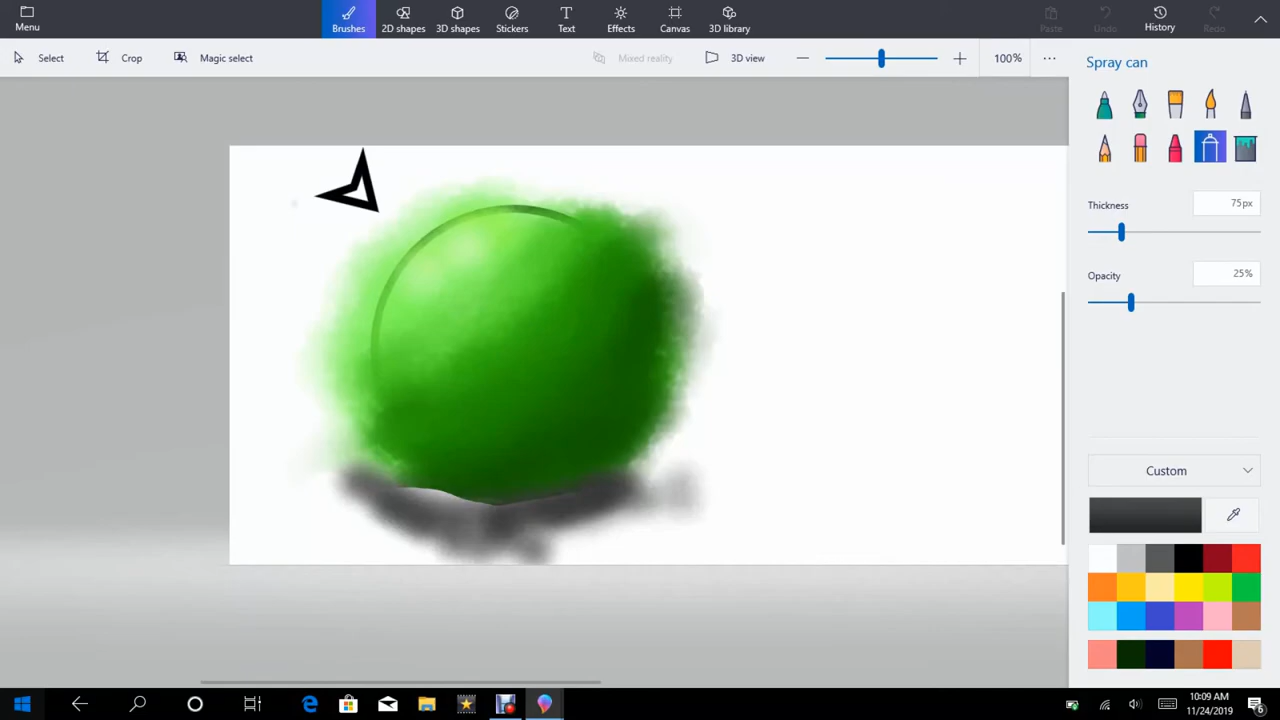 Menu
Brushes
2D shapes
3D shapes
Stickers
Text
Effects
Canvas
3D library
Paste
Undo
History
Redo
Select
Crop
Magic select
Mixed reality
3D view
100%
Spray can
Thickness
75px
Opacity
25%
Custom
10:09 AM
11/24/2019
6